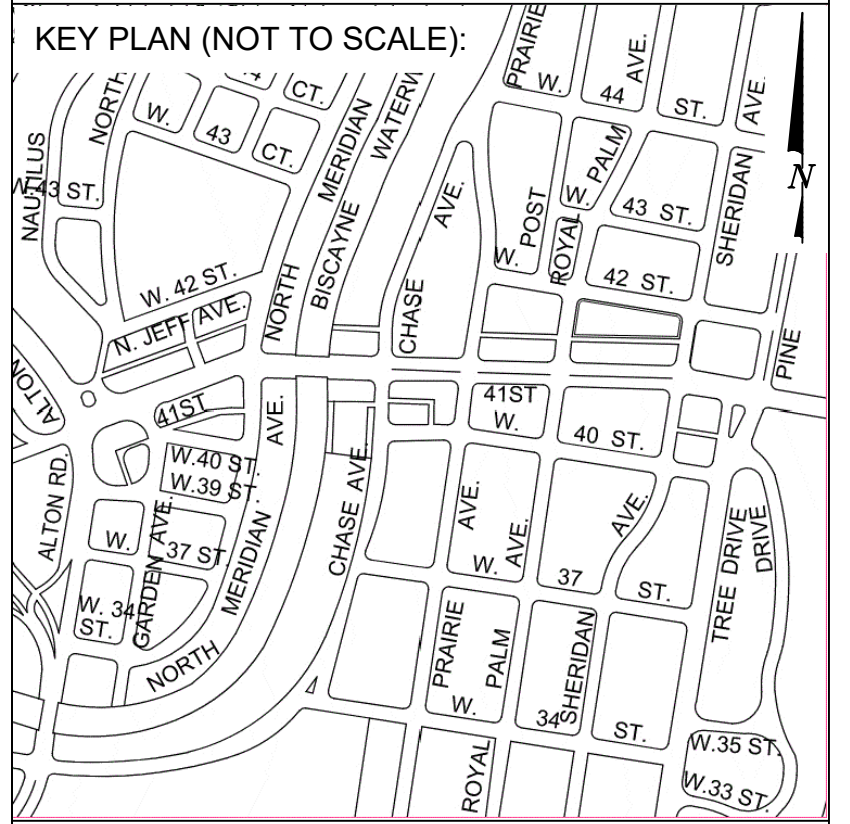 KEY PLAN (NOT TO SCALE):
PRAIRIE
W. 44 ST.
AVE.
AVE.
NORTH
W. 43 CT.
CT.
MERIDIAN
BISCAYNE
NAUTILUS
W.43 ST.
NORTH
CHASE AVE.
W. POST
W. PALM
ROYAL
43 ST.
SHERIDAN
N
W. 42 ST.
42 ST.
N. JEFF AVE.
PINE
ALTON
41ST
41ST
W. 40 ST.
AVE.
W.40 ST.
W.39 ST.
ALTON RD.
W. 37 ST.
GARDEN AVE.
MERIDIAN
NORTH
CHASE AVE.
AVE.
AVE.
AVE.
W. 37 ST.
TREE DRIVE
DRIVE
W. 34
ST.
PRAIRIE
PALM
SHERIDAN
W. 34 ST.
ROYAL
W.35 ST.
W.33 ST.